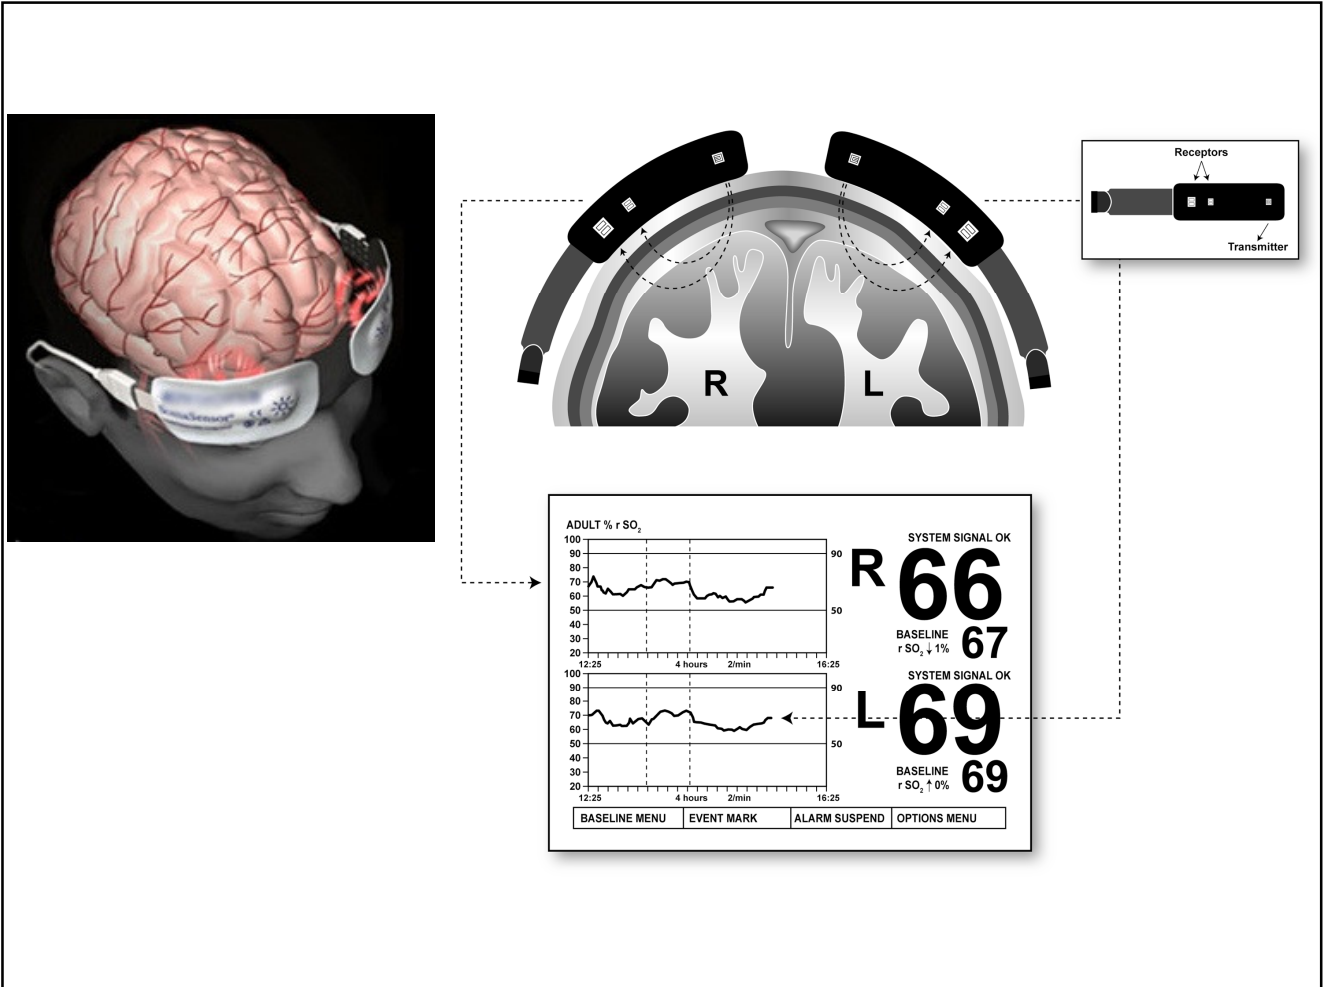 SomaSensor®
CE
R
L
Receptors
Transmitter
ADULT % r SO₂
100
90
80
70
60
50
40
30
20
90
50
12:25
4 hours
2/min
16:25
R
SYSTEM SIGNAL OK
66
BASELINE
r SO₂ ↓ 1%
67
100
90
80
70
60
50
40
30
20
90
50
12:25
4 hours
2/min
16:25
L
SYSTEM SIGNAL OK
69
BASELINE
r SO₂ ↑ 0%
69
BASELINE MENU
EVENT MARK
ALARM SUSPEND
OPTIONS MENU